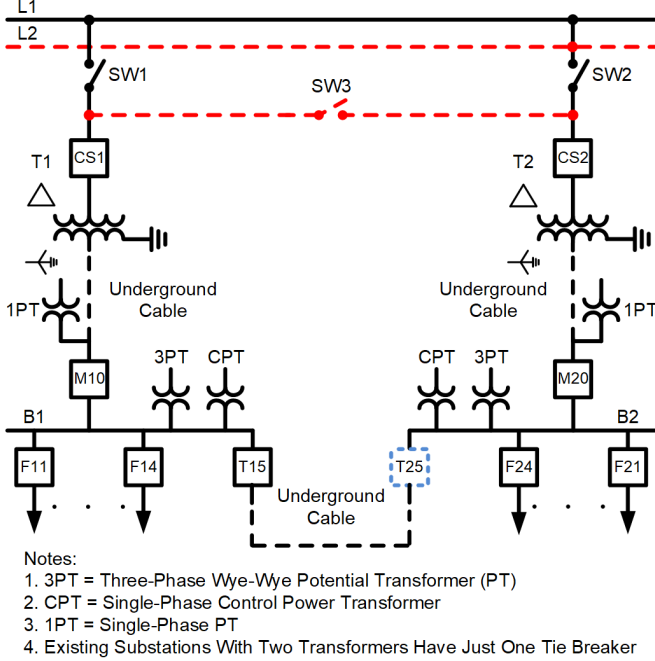 L1
L2
SW1
SW2
SW3
T1
CS1
T2
CS2
Underground
Cable
Underground
Cable
1PT
1PT
3PT
CPT
CPT
3PT
M10
M20
B1
B2
F11
F14
T15
T25
F24
F21
Underground
Cable
Notes:
1. 3PT = Three-Phase Wye-Wye Potential Transformer (PT)
2. CPT = Single-Phase Control Power Transformer
3. 1PT = Single-Phase PT
4. Existing Substations With Two Transformers Have Just One Tie Breaker